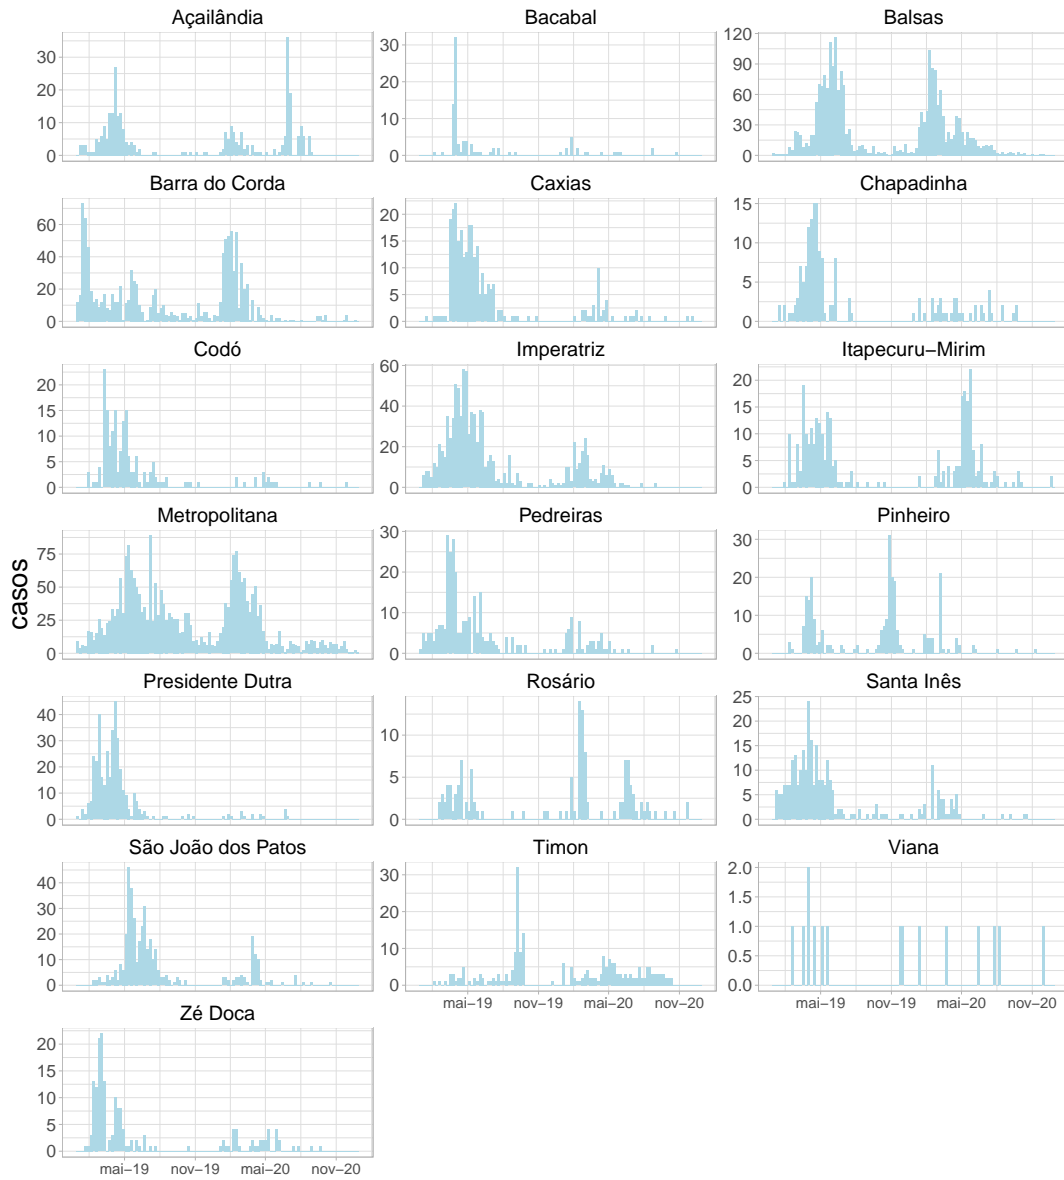 Açailândia Bacabal Balsas
30 20 10 0
30 20 10 0
120 90 60 30 0
Barra do Corda Caxias Chapadinha
60 40 20 0
20 15 10 5 0
15 10 5 0
Codó Imperatriz Itapecuru−Mirim
20 15 10 5 0
60 40 20 0
20 15 10 5 0
Metropolitana Pedreiras Pinheiro
75 50 25 0
30 20 10 0
30 20 10 0
casos
Presidente Dutra Rosário Santa Inês
40 30 20 10 0
10 5 0
25 20 15 10 5 0
São João dos Patos Timon Viana
40 30 20 10 0
30 20 10 0
2.0 1.5 1.0 0.5 0.0
mai−19 nov−19 mai−20 nov−20
mai−19 nov−19 mai−20 nov−20
Zé Doca
20 15 10 5 0
mai−19 nov−19 mai−20 nov−20